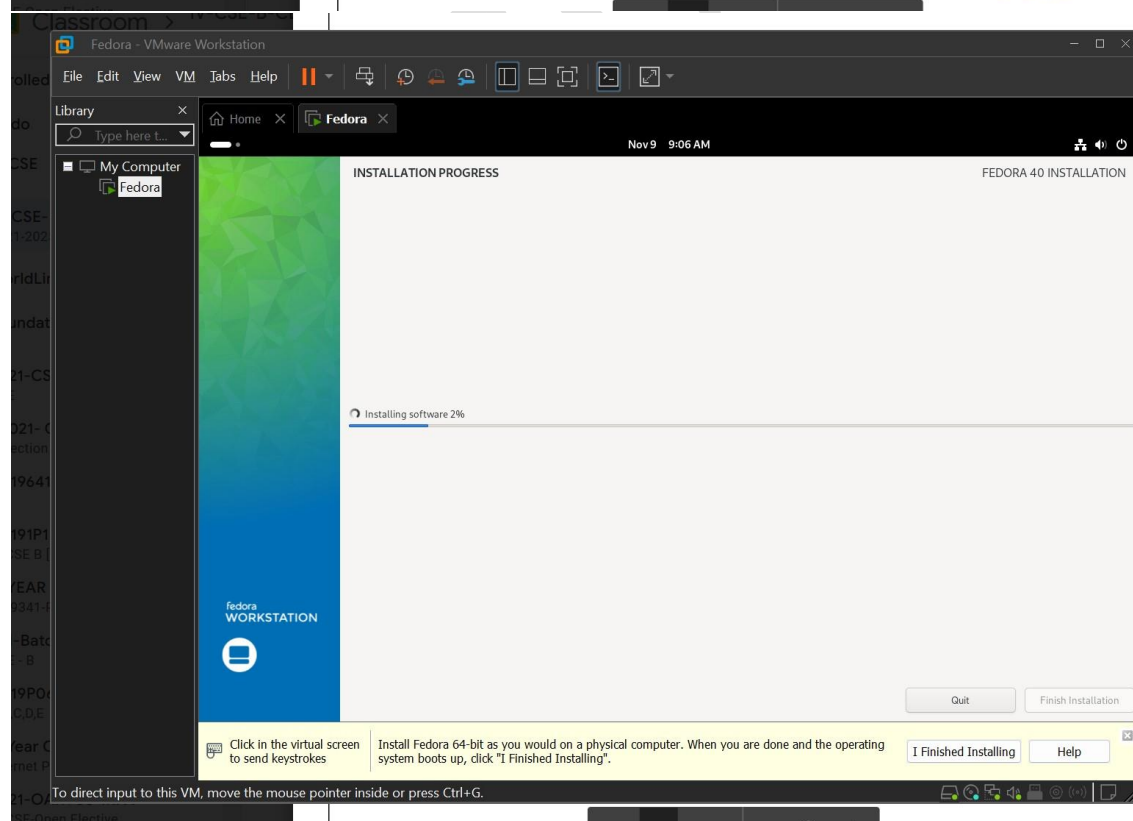 Classroom >
Fedora - VMware Workstation
File Edit View VM Tabs Help
Library
Type here t...
My Computer
Fedora
Home
Fedora
Nov 9 9:06 AM
INSTALLATION PROGRESS
FEDORA 40 INSTALLATION
Installing software 2%
fedora
WORKSTATION
Quit
Finish Installation
Click in the virtual screen
to send keystrokes
Install Fedora 64-bit as you would on a physical computer. When you are done and the operating
system boots up, click "I Finished Installing".
I Finished Installing
Help
To direct input to this VM, move the mouse pointer inside or press Ctrl+G.